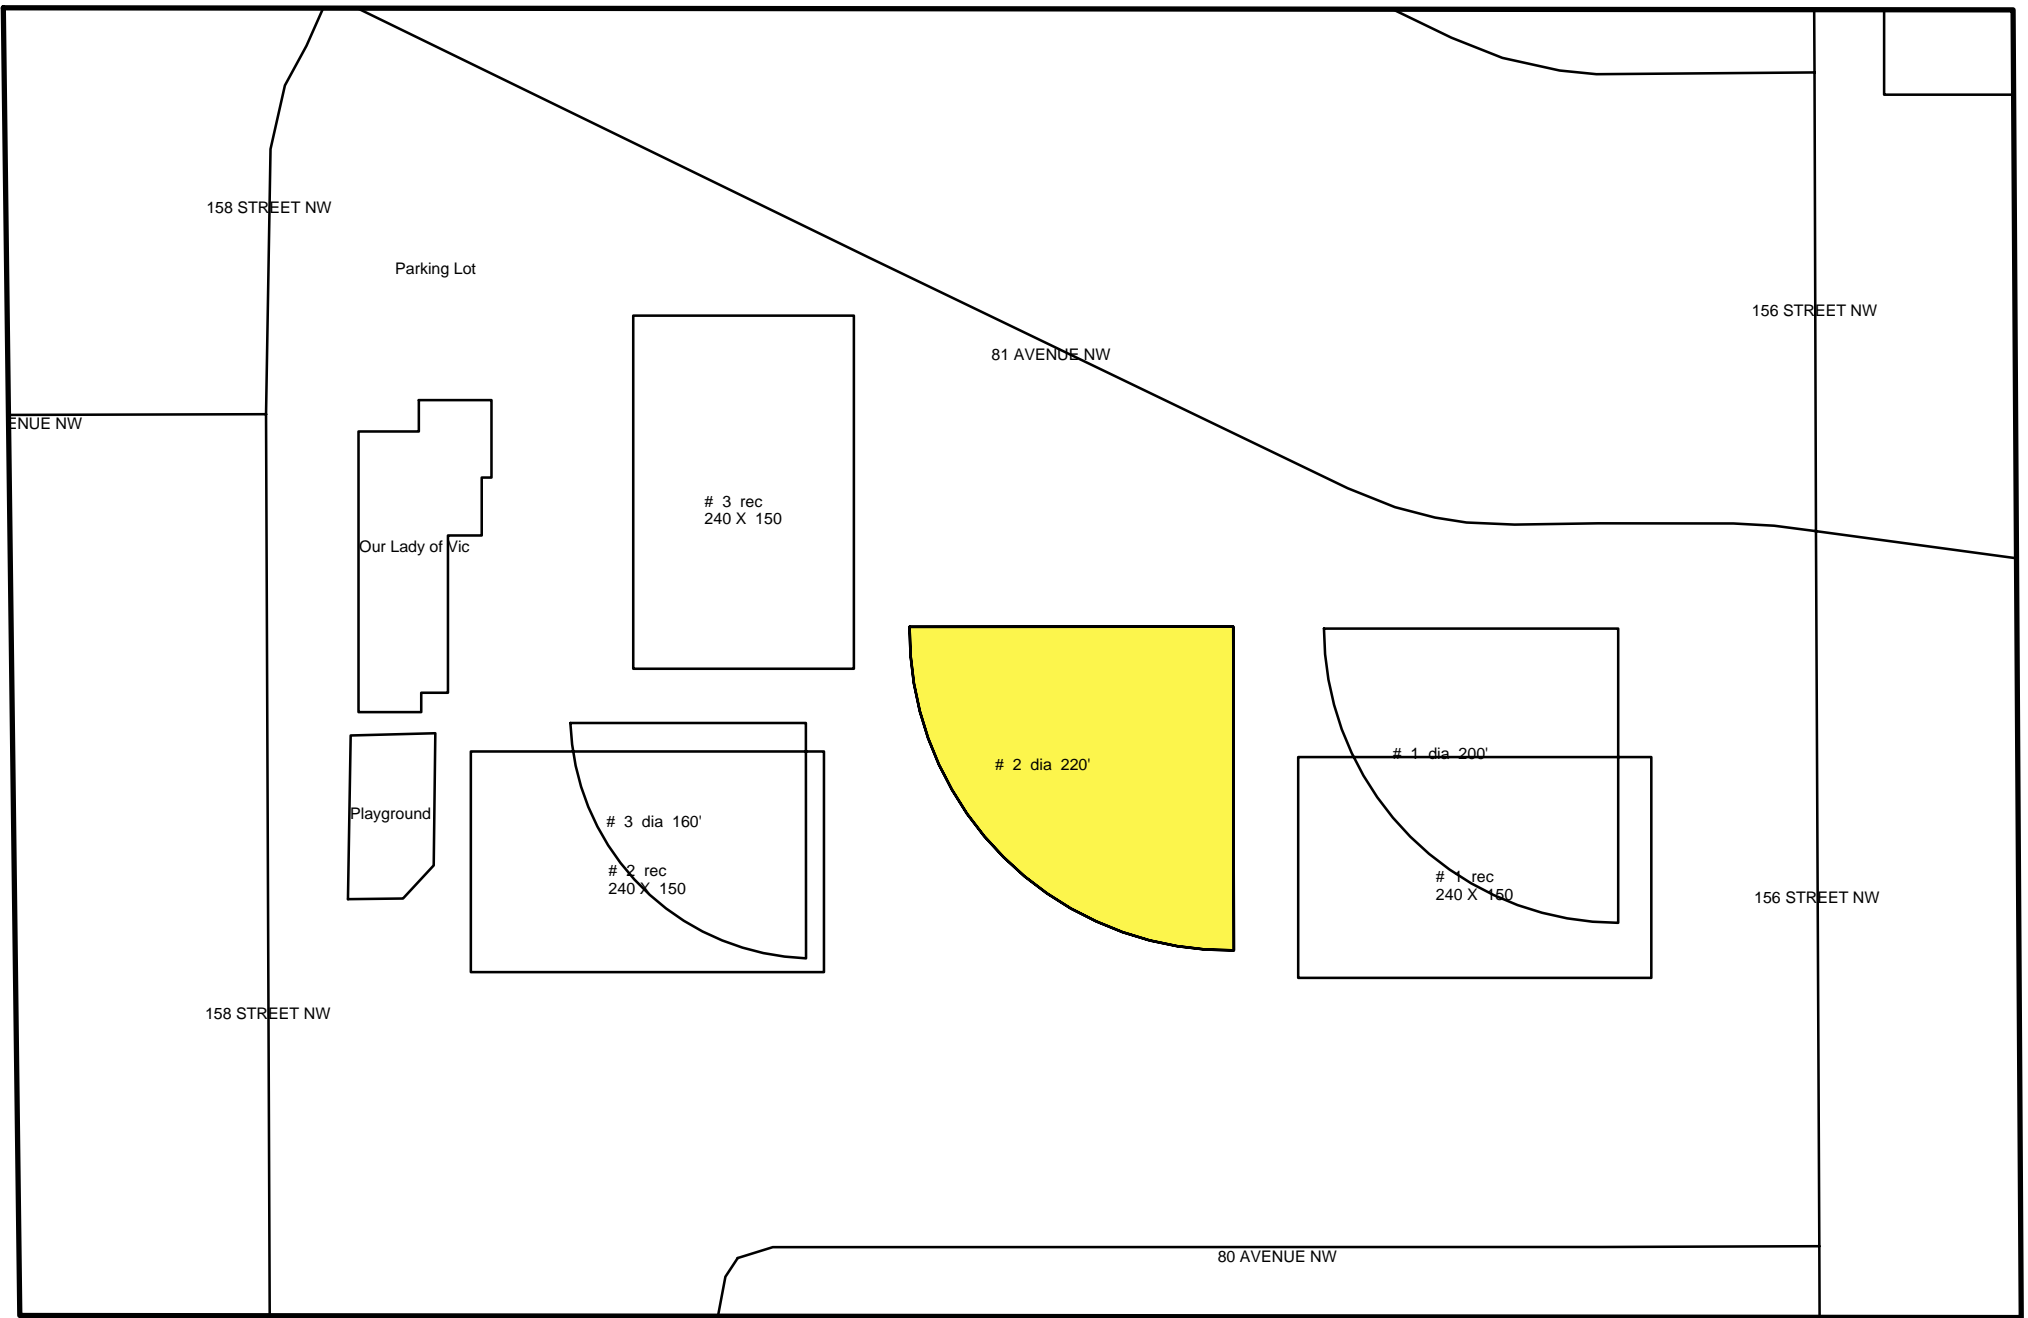 158 STREET NW
Parking Lot
156 STREET NW
81 AVENUE NW
ENUE NW
# 3 rec
240 X 150
Our Lady of Vic
# 1 dia 200'
# 2 dia 220'
Playground
# 3 dia 160'
# 2 rec
240 X 150
# 1 rec
240 X 150
156 STREET NW
158 STREET NW
80 AVENUE NW